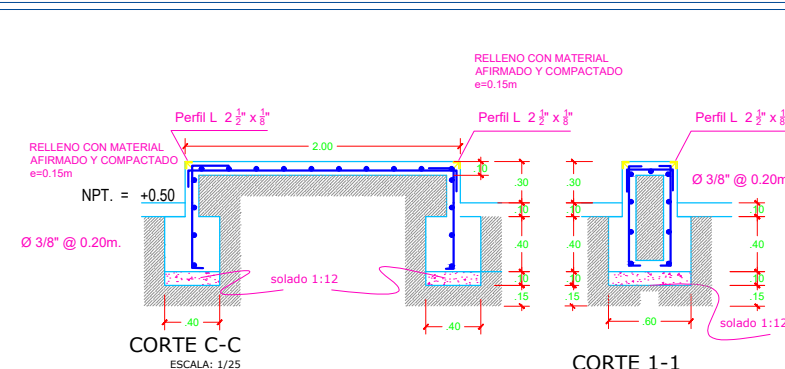 RELLENO CON MATERIAL
AFIRMADO Y COMPACTADO
e=0.15m
Perfil L 2 1/2" x 1/8"
Perfil L 2 1/2" x 1/8"
Perfil L 2 1/2" x 1/8"
RELLENO CON MATERIAL
AFIRMADO Y COMPACTADO
e=0.15m
2.00
.10
.30
.30
Ø 3/8" @ 0.20m
NPT. = +0.50
.10
.10
.10
Ø 3/8" @ 0.20m.
.40
.40
.40
solado 1:12
.10
.10
.10
.15
.15
.15
.40
.40
.60
solado 1:12
CORTE C-C
ESCALA: 1/25
CORTE 1-1